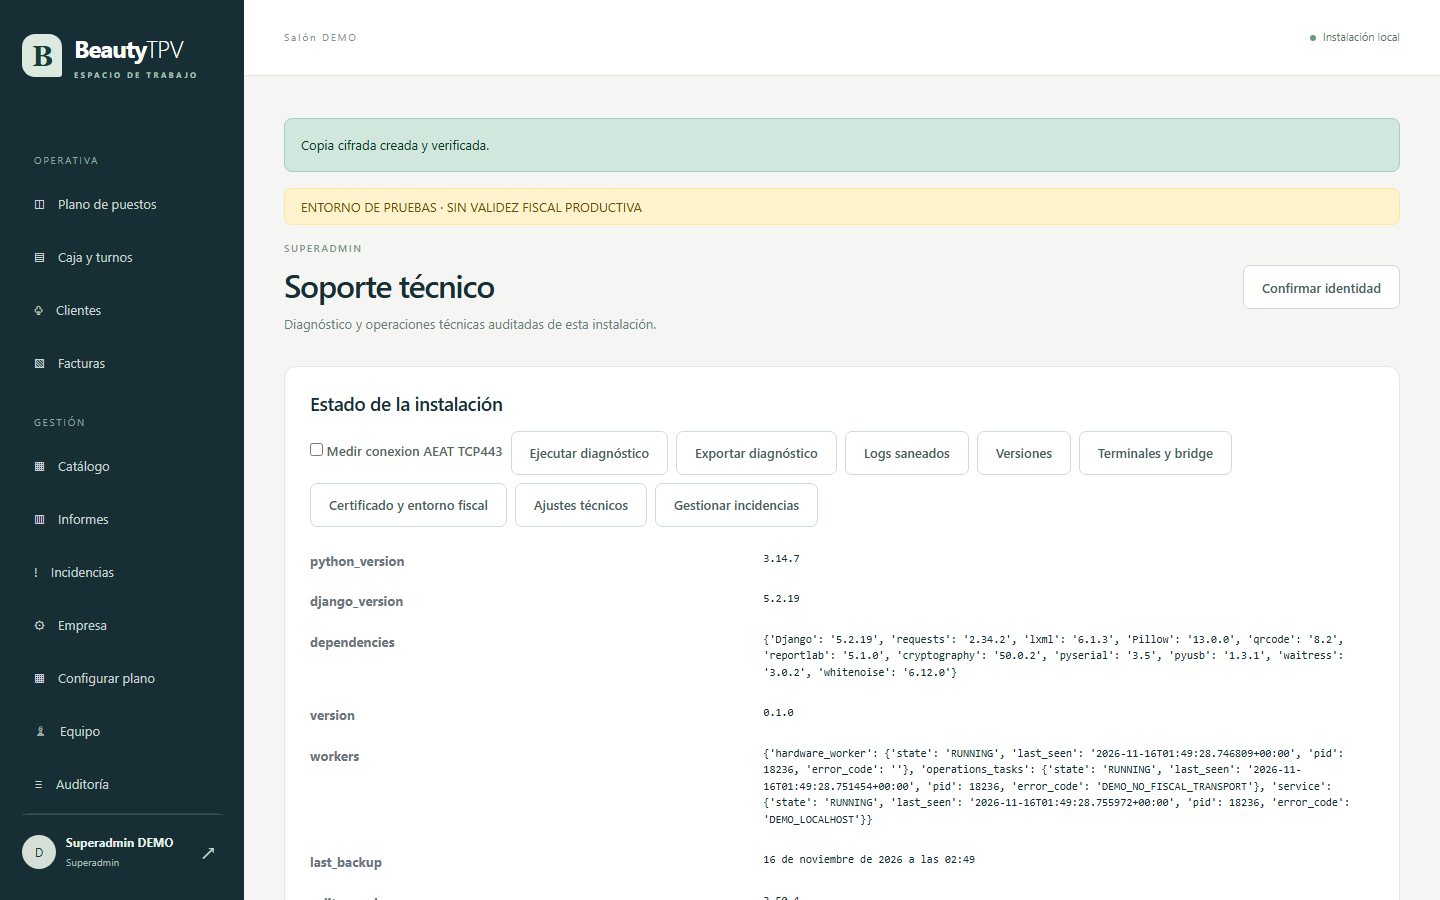 B
BeautyTPV
ESPACIO DE TRABAJO
OPERATIVA
Plano de puestos
Caja y turnos
Clientes
Facturas
GESTIÓN
Catálogo
Informes
! Incidencias
Empresa
Configurar plano
Equipo
Auditoría
D
Superadmin DEMO
Superadmin
Salón DEMO
Instalación local
Copia cifrada creada y verificada.
ENTORNO DE PRUEBAS · SIN VALIDEZ FISCAL PRODUCTIVA
SUPERADMIN
Soporte técnico
Confirmar identidad
Diagnóstico y operaciones técnicas auditadas de esta instalación.
Estado de la instalación
Medir conexion AEAT TCP443
Ejecutar diagnóstico
Exportar diagnóstico
Logs saneados
Versiones
Terminales y bridge
Certificado y entorno fiscal
Ajustes técnicos
Gestionar incidencias
python_version
3.14.7
django_version
5.2.19
dependencies
{'Django': '5.2.19', 'requests': '2.34.2', 'lxml': '6.1.3', 'Pillow': '13.0.0', 'qrcode': '8.2',
'reportlab': '5.1.0', 'cryptography': '50.0.2', 'pyserial': '3.5', 'pyusb': '1.3.1', 'waitress':
'3.0.2', 'whitenoise': '6.12.0'}
version
0.1.0
workers
{'hardware_worker': {'state': 'RUNNING', 'last_seen': '2026-11-16T01:49:28.746809+00:00', 'pid':
18236, 'error_code': ''}, 'operations_tasks': {'state': 'RUNNING', 'last_seen': '2026-11-
16T01:49:28.751454+00:00', 'pid': 18236, 'error_code': 'DEMO_NO_FISCAL_TRANSPORT'}, 'service':
{'state': 'RUNNING', 'last_seen': '2026-11-16T01:49:28.755972+00:00', 'pid': 18236, 'error_code':
'DEMO_LOCALHOST'}}
last_backup
16 de noviembre de 2026 a las 02:49